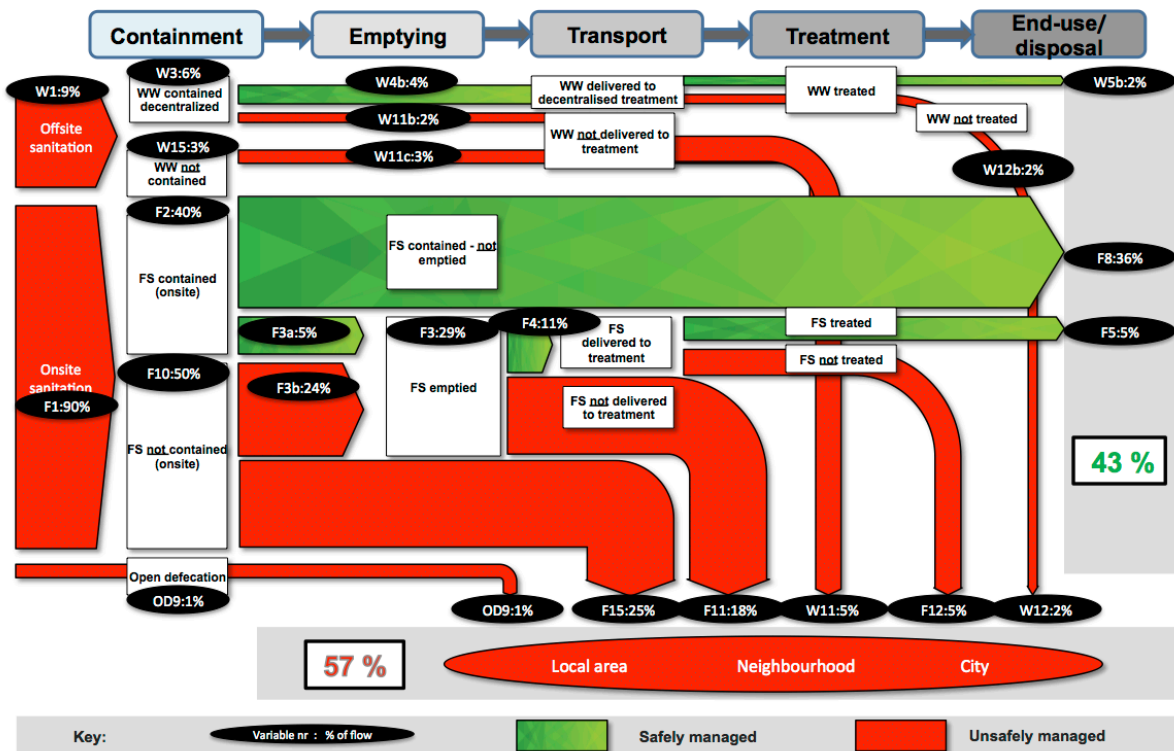 Containment
Emptying
Transport
Treatment
End-use/
disposal
W1:9%
Offsite
sanitation
W3:6%
WW contained
decentralized
W4b:4%
WW delivered to
decentralised treatment
WW treated
W5b:2%
W11b:2%
WW not delivered to
treatment
WW not treated
W15:3%
WW not
contained
W11c:3%
W12b:2%
F2:40%
FS contained
(onsite)
FS contained - not
emptied
F8:36%
F3a:5%
F3:29%
FS emptied
F4:11%
FS
delivered to
treatment
FS treated
F5:5%
FS not treated
Onsite
sanitation
F1:90%
F10:50%
FS not contained
(onsite)
F3b:24%
FS not delivered
to treatment
43 %
Open defecation
OD9:1%
OD9:1%
F15:25%
F11:18%
W11:5%
F12:5%
W12:2%
57 %
Local area
Neighbourhood
City
Key:
Variable nr : % of flow
Safely managed
Unsafely managed